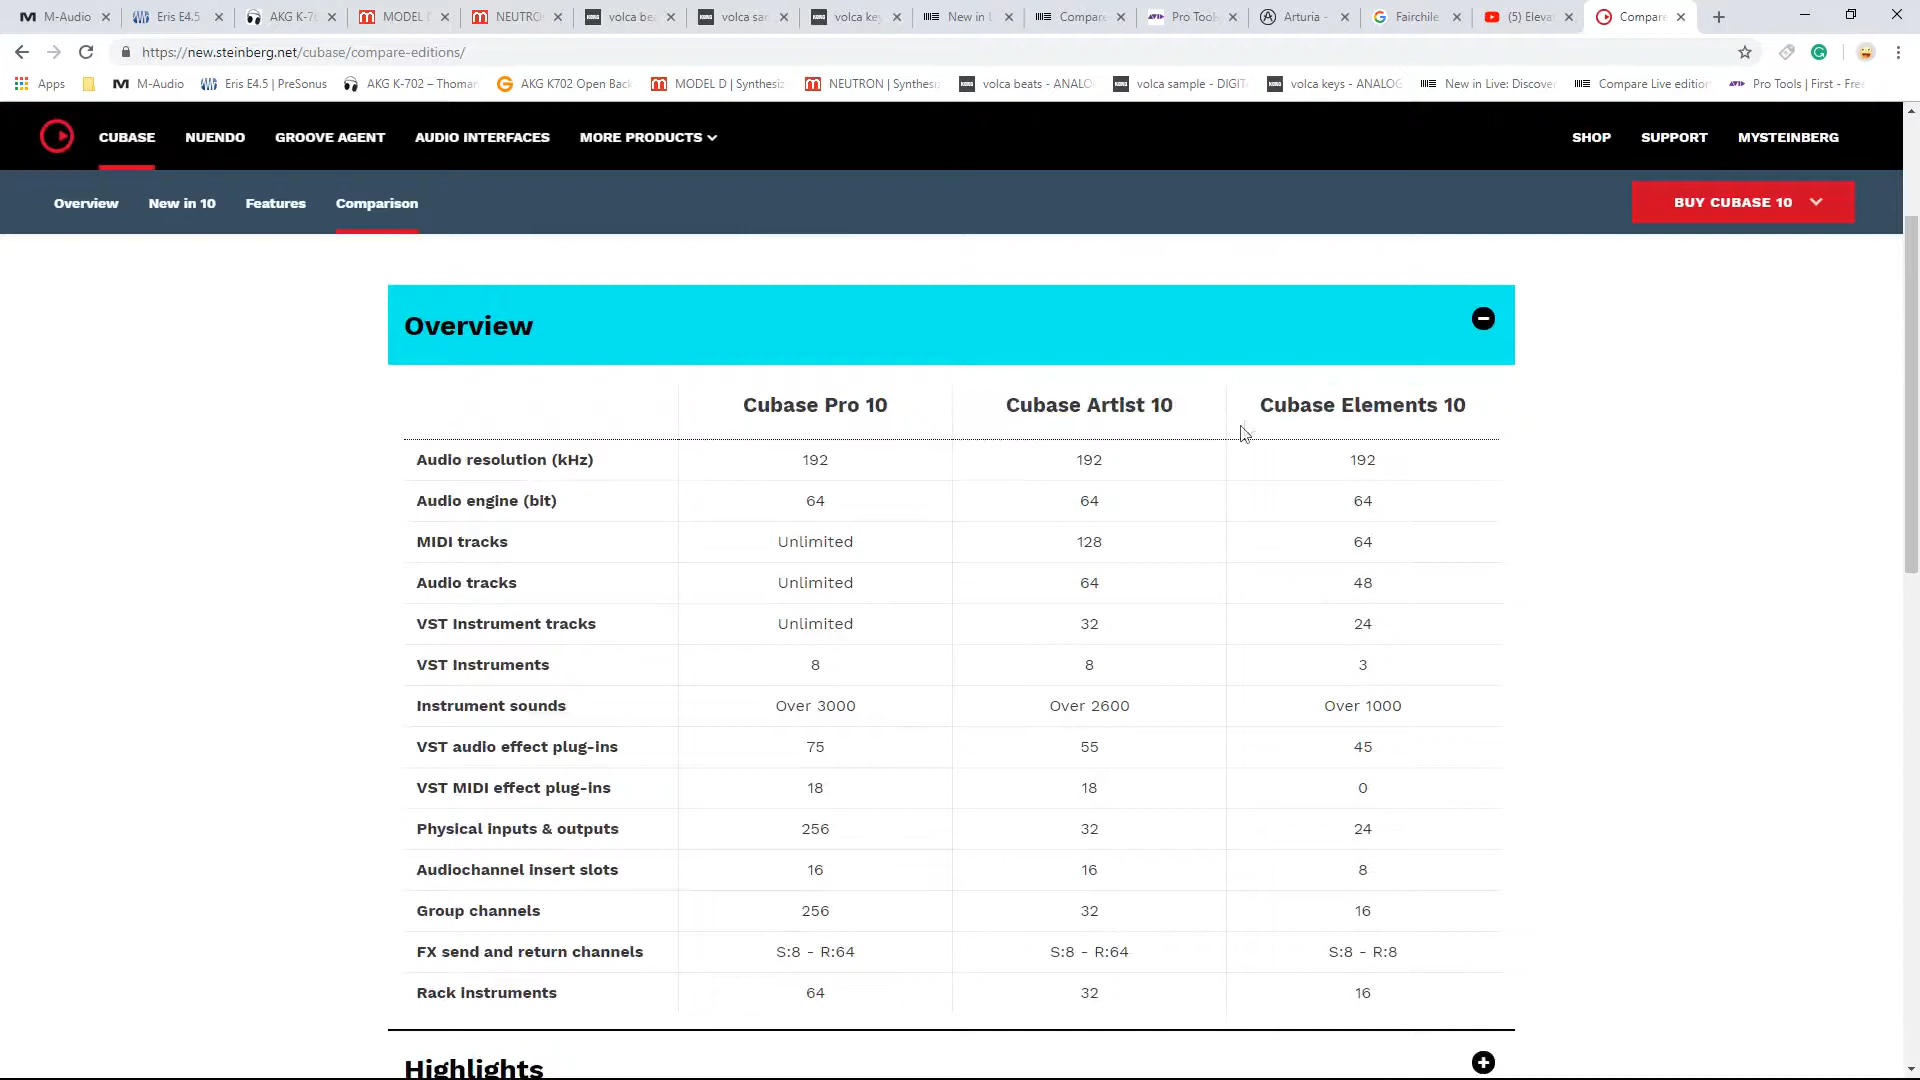 M-Audio
Eris E4.5
AKG K-70
MODEL D
NEUTRO
volca be
volca sar
volca key
New in L
Compare
Pro Tools
Arturia -
Fairchile
(5) Eleva
Compare
https://new.steinberg.net/cubase/compare-editions/
Apps
M-Audio
Eris E4.5 | PreSonus
AKG K-702 – Thoman
AKG K702 Open Back
MODEL D | Synthesiz
NEUTRON | Synthesi
volca beats - ANALO
volca sample - DIGIT
volca keys - ANALOG
New in Live: Discover
Compare Live edition
Pro Tools | First - Fre
CUBASE NUENDO GROOVE AGENT AUDIO INTERFACES MORE PRODUCTS SHOP SUPPORT MYSTEINBERG
Overview New in 10 Features Comparison BUY CUBASE 10
Overview
Cubase Pro 10 Cubase Artist 10 Cubase Elements 10
Audio resolution (kHz) 192 192 192
Audio engine (bit) 64 64 64
MIDI tracks Unlimited 128 64
Audio tracks Unlimited 64 48
VST Instrument tracks Unlimited 32 24
VST Instruments 8 8 3
Instrument sounds Over 3000 Over 2600 Over 1000
VST audio effect plug-ins 75 55 45
VST MIDI effect plug-ins 18 18 0
Physical inputs & outputs 256 32 24
Audiochannel insert slots 16 16 8
Group channels 256 32 16
FX send and return channels S:8 - R:64 S:8 - R:64 S:8 - R:8
Rack instruments 64 32 16
Highlights